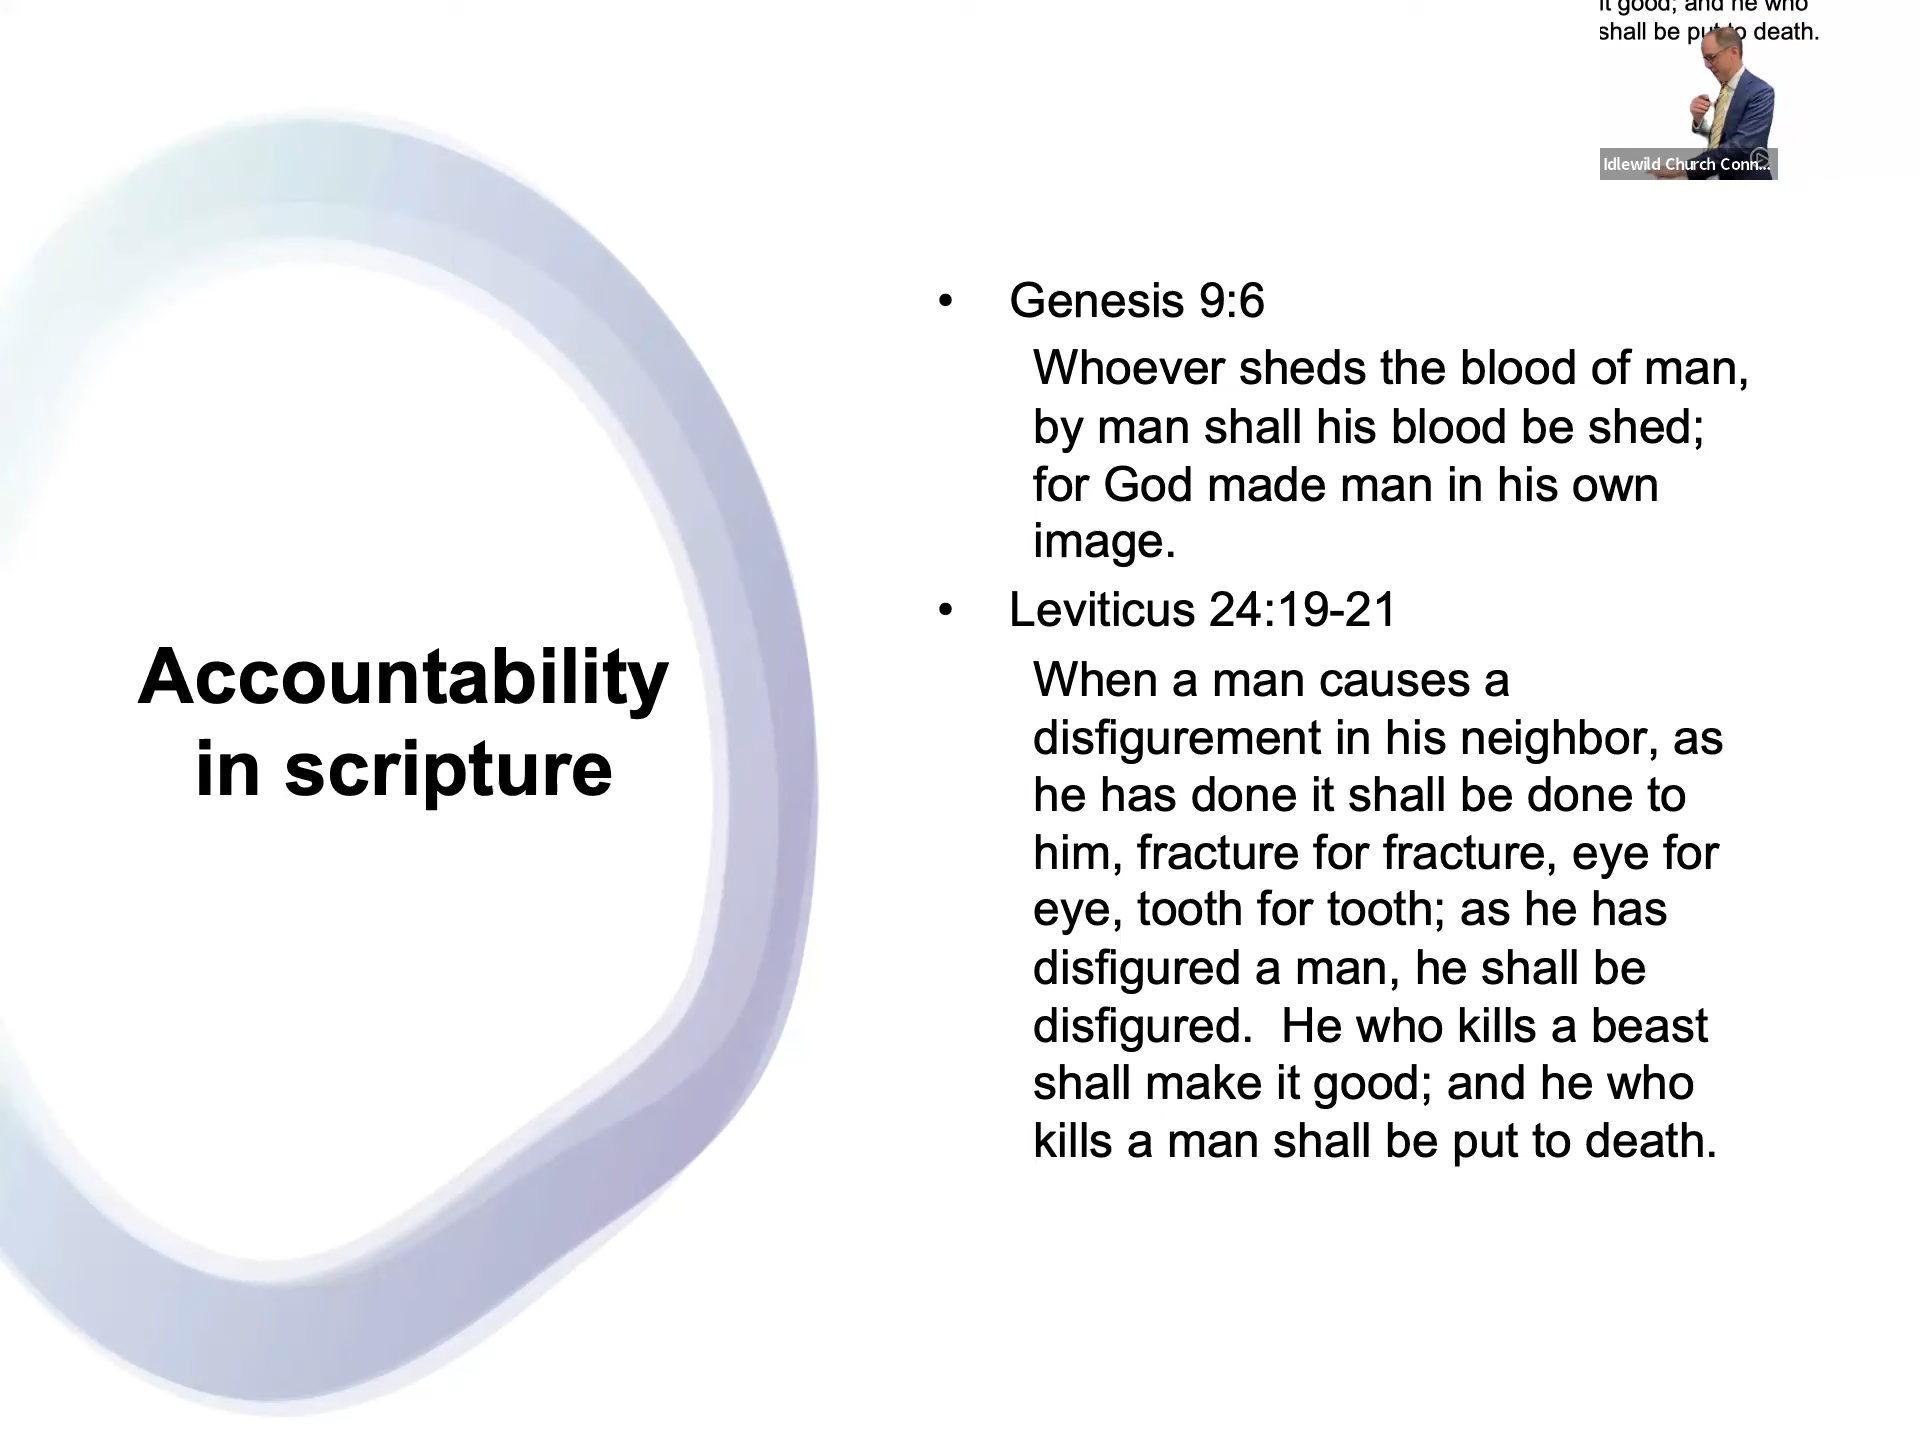 it good; and he who
shall be put to death.
Idlewild Church Conn...
Accountability
in scripture
• Genesis 9:6
Whoever sheds the blood of man,
by man shall his blood be shed;
for God made man in his own
image.
• Leviticus 24:19-21
When a man causes a
disfigurement in his neighbor, as
he has done it shall be done to
him, fracture for fracture, eye for
eye, tooth for tooth; as he has
disfigured a man, he shall be
disfigured.  He who kills a beast
shall make it good; and he who
kills a man shall be put to death.